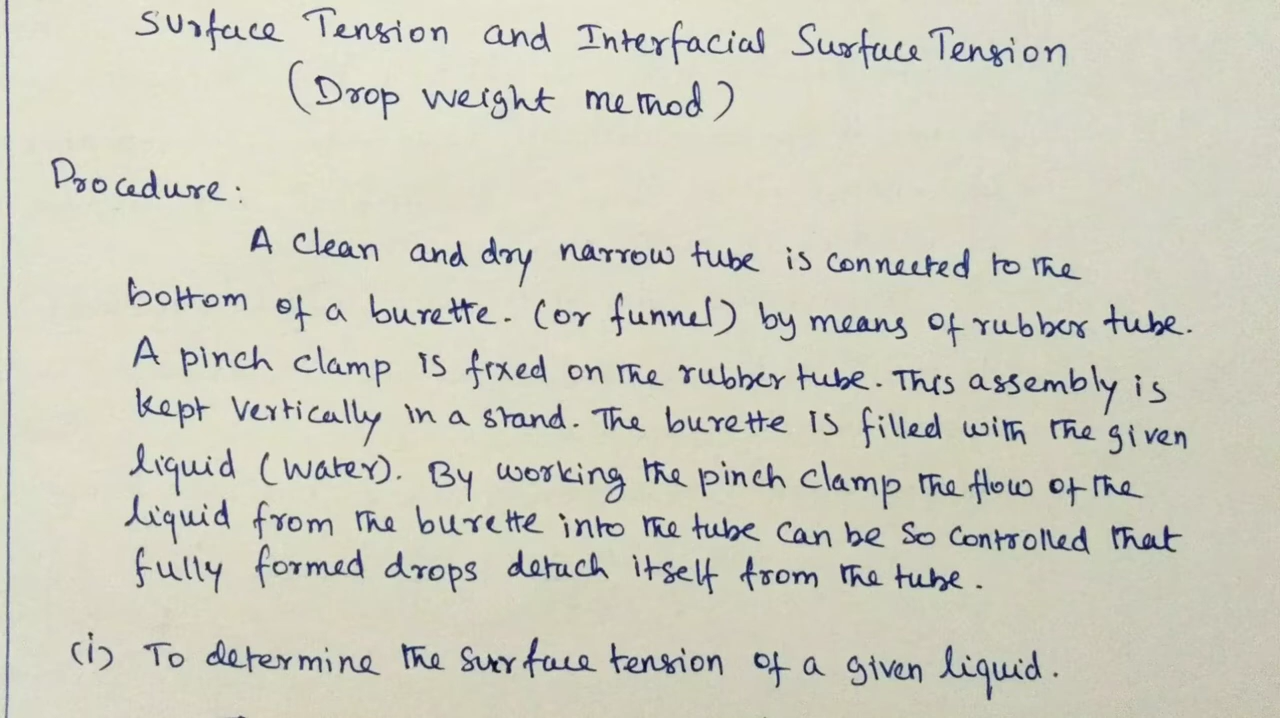 Surface Tension and Interfacial Surface Tension
(Drop weight method)
Procedure:
A clean and dry narrow tube is connected to the
bottom of a burette. (or funnel) by means of rubber tube.
A pinch clamp is fixed on the rubber tube. This assembly is
kept vertically in a stand. The burette is filled with the given
liquid (water). By working the pinch clamp the flow of the
liquid from the burette into the tube can be so controlled that
fully formed drops detach itself from the tube.
(i) To determine the surface tension of a given liquid.